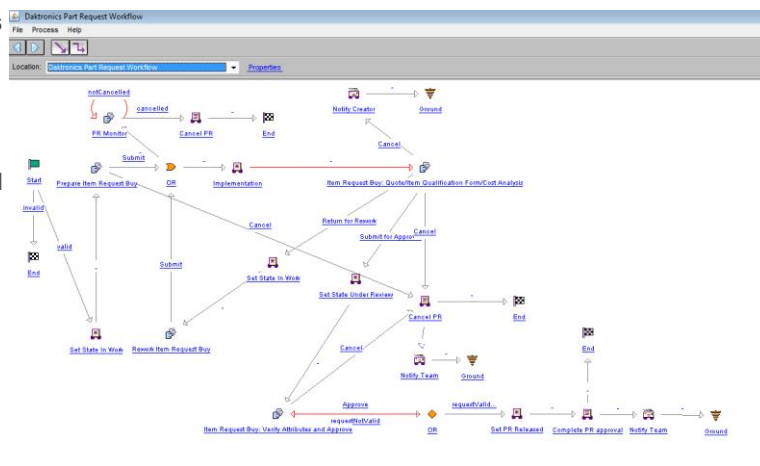 s
Daktronics Part Request Workflow
File Process Help
Location: Daktronics Part Request Workflow Properties
notCancelled
cancelled
-
Notify Creator
-
Ground
PR Monitor
Cancel PR
End
Cancel
Submit
-
-
Start
Prepare Item Request Buy
OR
Implementation
Item Request Buy: Quote/Item Qualification Form/Cost Analysis
invalid
valid
Cancel
Return for Rework
Submit for Appro
Cancel
End
Submit
Set State In Work
Set State Under Review
-
Cancel PR
End
Set State In Work
Rework Item Request Buy
Cancel
-
Notify Team
Ground
End
Approve
requestNotValid
requestValid...
-
-
-
Item Request Buy: Verify Attributes and Approve
OR
Set PR Released
Complete PR approval
Notify Team
Ground